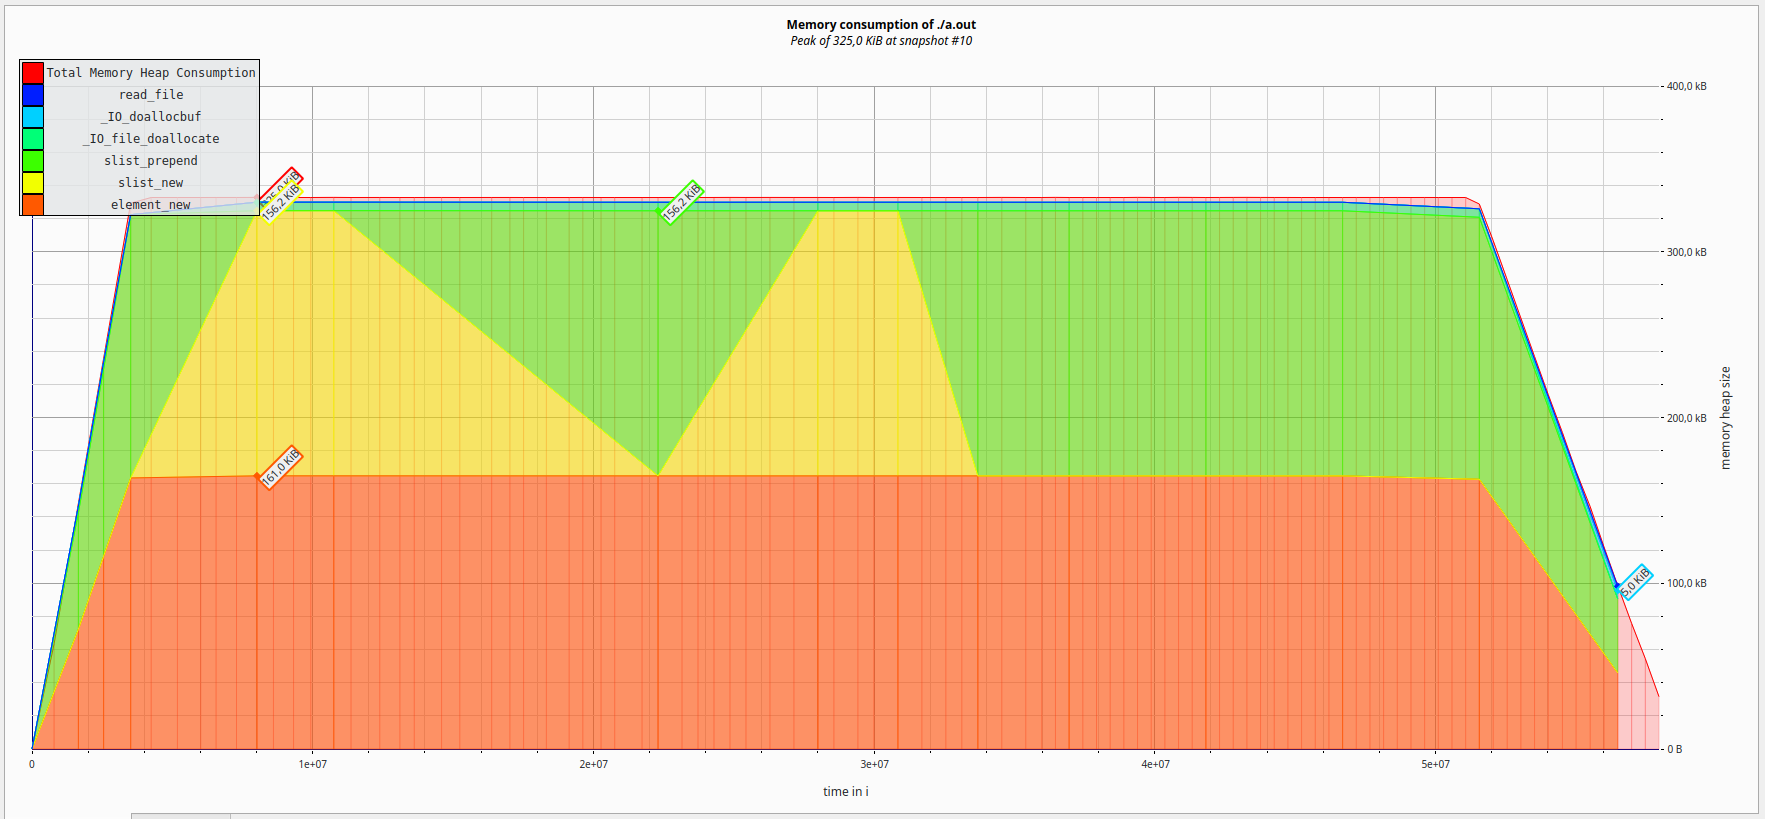 Memory consumption of ./a.out
Peak of 325,0 KiB at snapshot #10
Total Memory Heap Consumption
read_file
_IO_doallocbuf
_IO_file_doallocate
slist_prepend
slist_new
element_new
KiB
156,2 KiB
156,2 KiB
161,0 KiB
5,0 KiB
400,0 kB
300,0 kB
200,0 kB
100,0 kB
0 B
memory heap size
0
1e+07
2e+07
3e+07
4e+07
5e+07
time in i